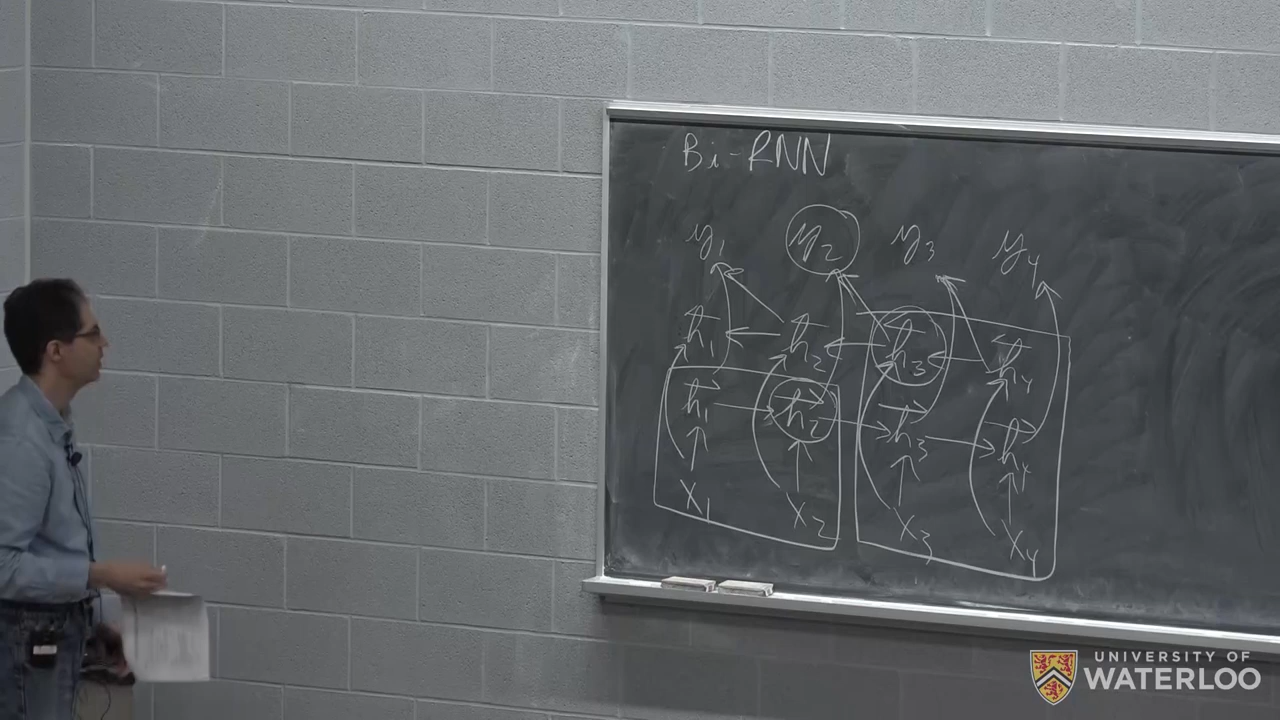 Bi-RNN
y1 y2 y3 y4
h1 h2 h3 h4
h1 h2 h3 h4
x1 x2 x3 x4
UNIVERSITY OF
WATERLOO